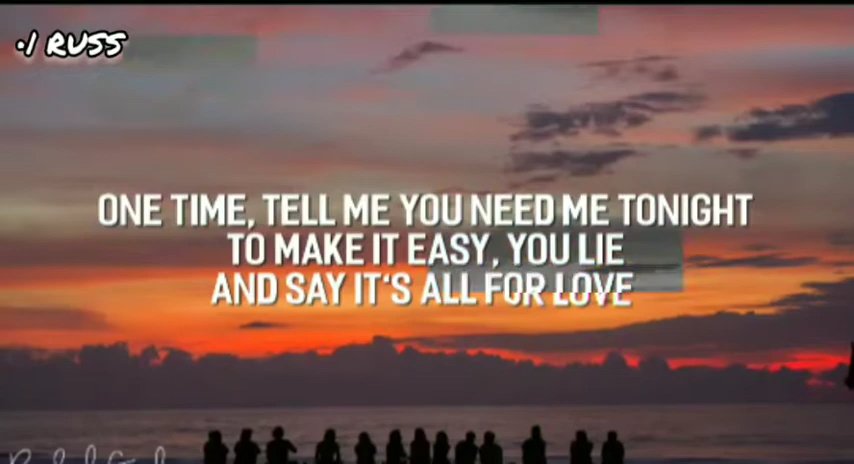 ·/ RUSS
ONE TIME, TELL ME YOU NEED ME TONIGHT
TO MAKE IT EASY, YOU LIE
AND SAY IT'S ALL FOR LOVE